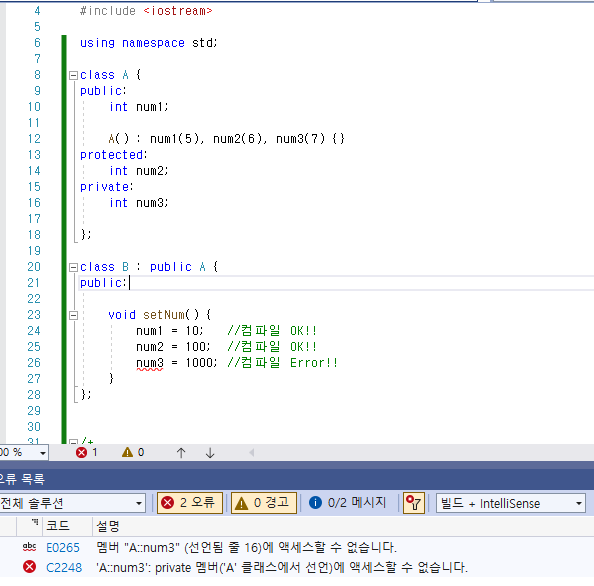 4 #include <iostream>
5
6 using namespace std;
7
8 class A {
9 public:
10 int num1;
11
12 A() : num1(5), num2(6), num3(7) {}
13 protected:
14 int num2;
15 private:
16 int num3;
17
18 };
19
20 class B : public A {
21 public:
22
23 void setNum() {
24 num1 = 10; //컴파일 OK!!
25 num2 = 100; //컴파일 OK!!
26 num3 = 1000; //컴파일 Error!!
27 }
28 };
29
30
31 /*
00 % 1 0
오류 목록
전체 솔루션 2 오류 0 경고 0/2 메시지 빌드 + IntelliSense
코드 설명
abc E0265 멤버 "A::num3" (선언됨 줄 16)에 액세스할 수 없습니다.
C2248 'A::num3': private 멤버('A' 클래스에서 선언)에 액세스할 수 없습니다.